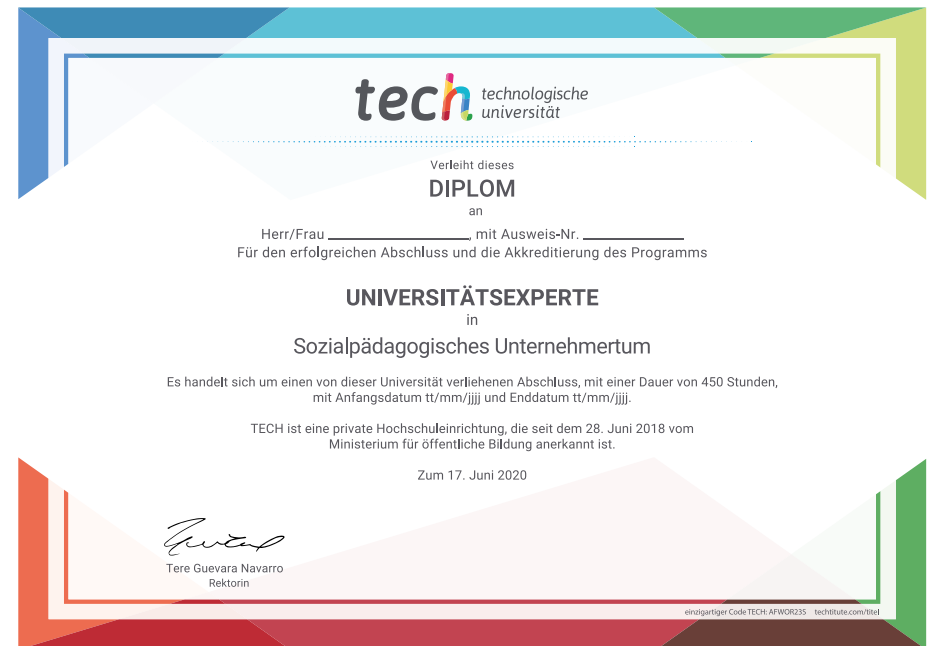 tech technologische
universität
Verleiht dieses
DIPLOM
an
Herr/Frau ____________________, mit Ausweis-Nr. ______________
Für den erfolgreichen Abschluss und die Akkreditierung des Programms
UNIVERSITÄTSEXPERTE
in
Sozialpädagogisches Unternehmertum
Es handelt sich um einen von dieser Universität verliehenen Abschluss, mit einer Dauer von 450 Stunden,
mit Anfangsdatum tt/mm/jjjj und Enddatum tt/mm/jjjj.
TECH ist eine private Hochschuleinrichtung, die seit dem 28. Juni 2018 vom
Ministerium für öffentliche Bildung anerkannt ist.
Zum 17. Juni 2020
Tere Guevara Navarro
Rektorin
einzigartiger Code TECH: AFWOR23S techtitute.com/titel